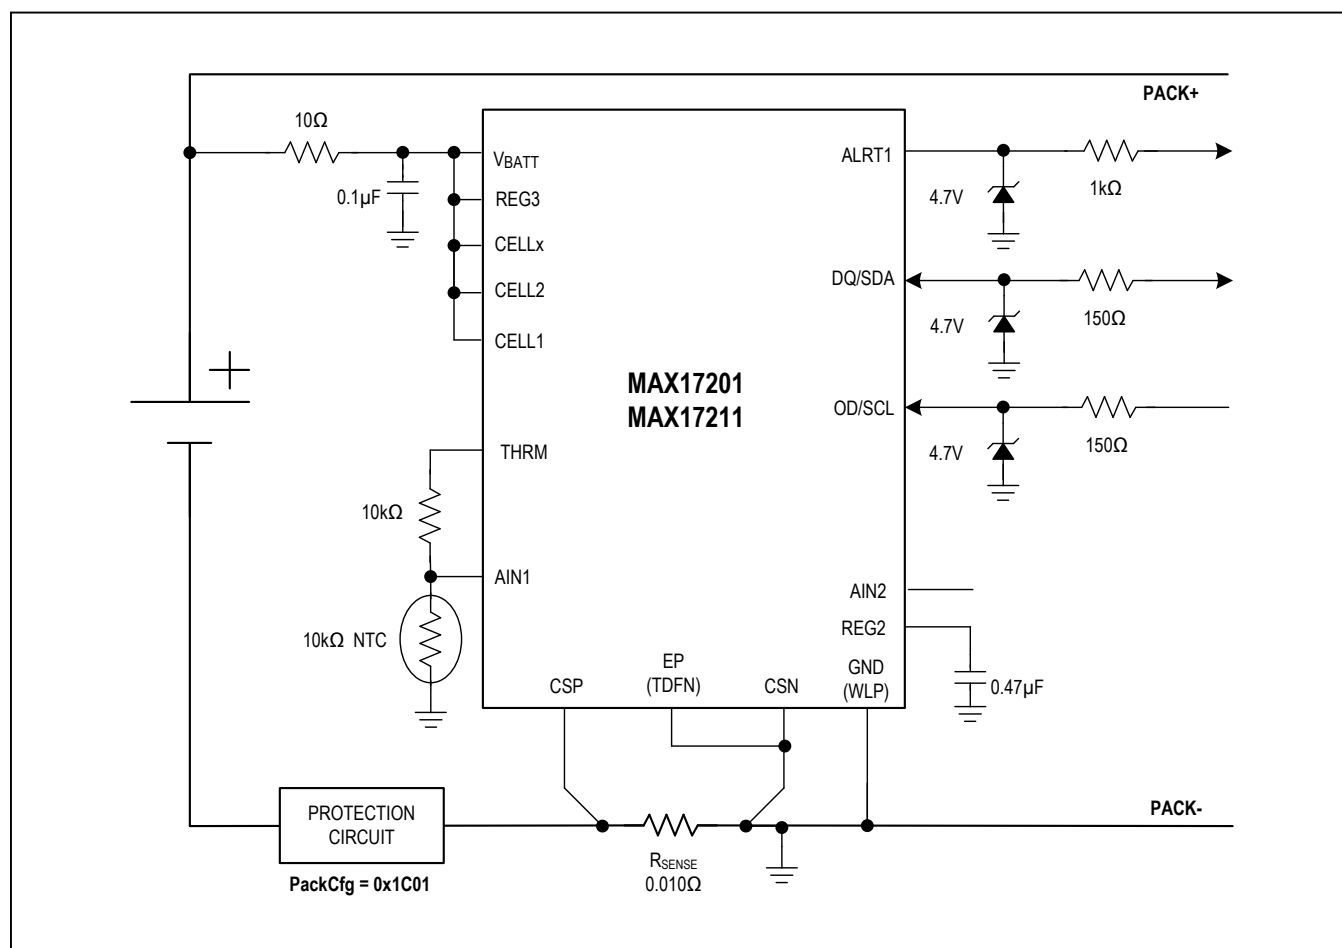 PACK+
10Ω
V_BATT
ALRT1
0.1µF
REG3
4.7V
1kΩ
CELLx
CELL2
DQ/SDA
CELL1
4.7V
150Ω
MAX17201
MAX17211
OD/SCL
THRM
4.7V
150Ω
10kΩ
AIN1
AIN2
10kΩ NTC
REG2
EP
(TDFN)
CSP
CSN
GND
(WLP)
0.47µF
PROTECTION
CIRCUIT
PACK-
R_SENSE
0.010Ω
PackCfg = 0x1C01